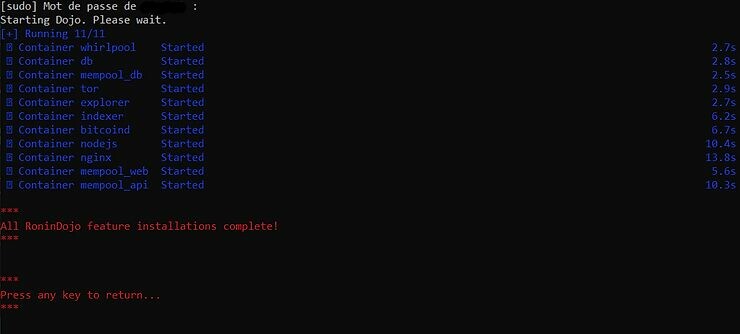 [sudo] Mot de passe de :
Starting Dojo. Please wait.
[+] Running 11/11
Container whirlpool Started 2.7s
Container db Started 2.8s
Container mempool_db Started 2.5s
Container tor Started 2.9s
Container explorer Started 2.7s
Container indexer Started 6.2s
Container bitcoind Started 6.7s
Container nodejs Started 10.4s
Container nginx Started 13.8s
Container mempool_web Started 5.6s
Container mempool_api Started 10.3s
***
All RoninDojo feature installations complete!
***
***
Press any key to return...
***